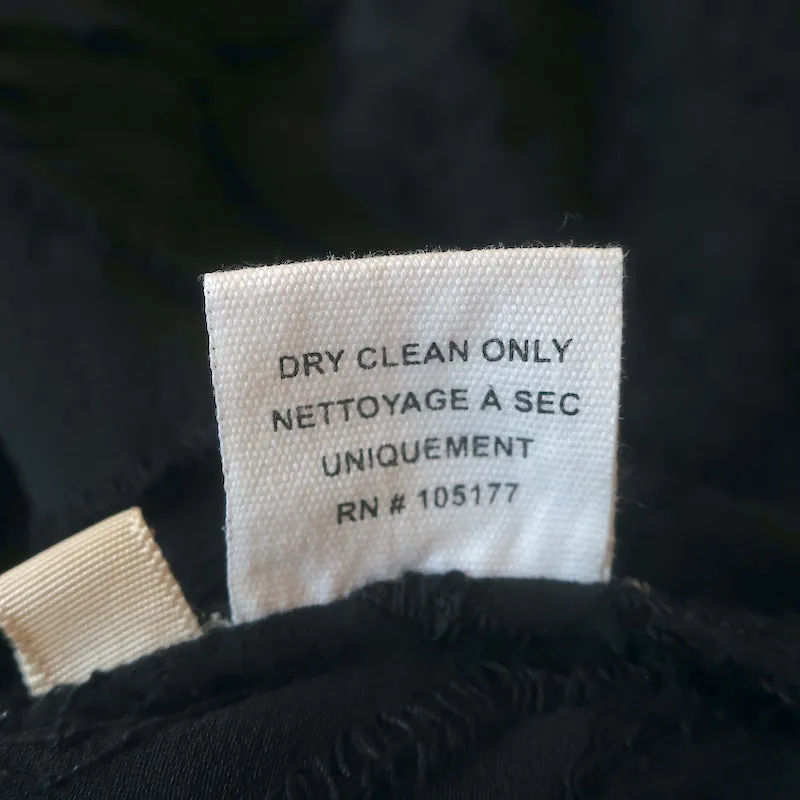 DRY CLEAN ONLY
NETTOYAGE À SEC
UNIQUEMENT
RN # 105177